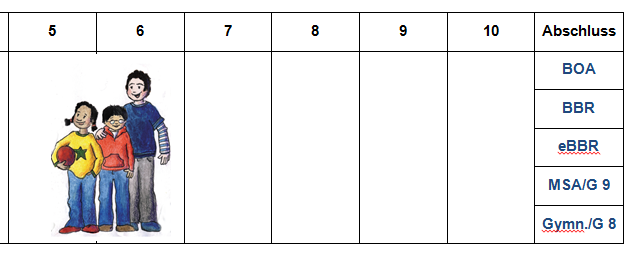 5 6 7 8 9 10 Abschluss
BOA
BBR
eBBR
MSA/G 9
Gymn./G 8